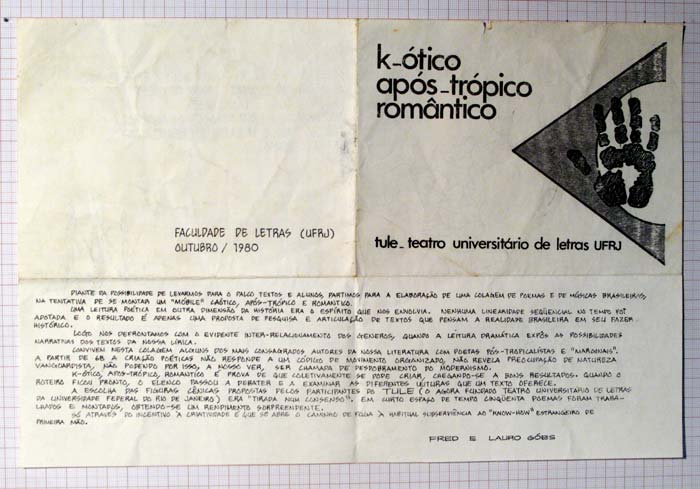 k-ótico
após-trópico
romântico
tule_teatro universitário de letras UFRJ
FACULDADE DE LETRAS (UFRJ)
OUTUBRO / 1980
DIANTE DA POSSIBILIDADE DE LEVARMOS PARA O PALCO TEXTOS E ALUNOS, PARTIMOS PARA A ELABORAÇÃO DE UMA COLAGEM DE POEMAS E DE MÚSICAS BRASILEIROS,
NA TENTATIVA DE SE MONTAR UM "MÓBILE" CAÓTICO, APÓS-TRÓPICO E ROMÂNTICO.
UMA LEITURA POÉTICA EM OUTRA DIMENSÃO DA HISTÓRIA ERA O ESPÍRITO QUE NOS ENVOLVIA. NENHUMA LINEARIDADE SEQÜENCIAL NO TEMPO FOI
ADOTADA E O RESULTADO É APENAS UMA PROPOSTA DE PESQUISA E ARTICULAÇÃO DE TEXTOS QUE PENSAM A REALIDADE BRASILEIRA EM SEU FAZER
HISTÓRICO.
LOGO NOS DEFRONTAMOS COM O EVIDENTE INTER-RELACIONAMENTO DOS GÊNEROS, QUANDO A LEITURA DRAMÁTICA EXPÔS AS POSSIBILIDADES
NARRATIVAS DOS TEXTOS DA NOSSA LÍRICA.
CONVIVEM NESTA COLAGEM ALGUNS DOS MAIS CONSAGRADOS AUTORES DA NOSSA LITERATURA COM POETAS PÓS-TROPICALISTAS E "MARGINAIS".
A PARTIR DE 68 A CRIAÇÃO POÉTICAS NÃO RESPONDE A UM CÓDIGO DE MOVIMENTO ORGANIZADO, NÃO REVELA PREOCUPAÇÃO DE NATUREZA
VANGUARDISTA, NÃO PODENDO POR ISSO, A NOSSO VER, SER CHAMADA DE DESDOBRAMENTO DO MODERNISMO.
K-ÓTICO, APÓS-TRÓPICO, ROMÂNTICO É PROVA DE QUE COLETIVAMENTE SE PODE CRIAR, CHEGANDO-SE A BONS RESULTADOS. QUANDO O
ROTEIRO FICOU PRONTO, O ELENCO PASSOU A DEBATER E A EXAMINAR AS DIFERENTES LEITURAS QUE UM TEXTO OFERECE.
A ESCOLHA DAS FIGURAS CÊNICAS PROPOSTAS PELOS PARTICIPANTES DO TULE (O AGORA FUNDADO TEATRO UNIVERSITÁRIO DE LETRAS
DA UNIVERSIDADE FEDERAL DO RIO DE JANEIRO) ERA "TIRADA NUM CONSENSO". EM CURTO ESPAÇO DE TEMPO CINQÜENTA POEMAS FORAM TRABA-
LHADOS E MONTADOS, OBTENDO-SE UM RENDIMENTO SURPREENDENTE.
SÓ ATRAVÉS DO INCENTIVO À CRIATIVIDADE É QUE SE ABRE O CAMINHO DE FUGA À HABITUAL SUBSERVIÊNCIA AO "KNOW-HOW" ESTRANGEIRO DE
PRIMEIRA MÃO.
FRED E LAURO GÓES